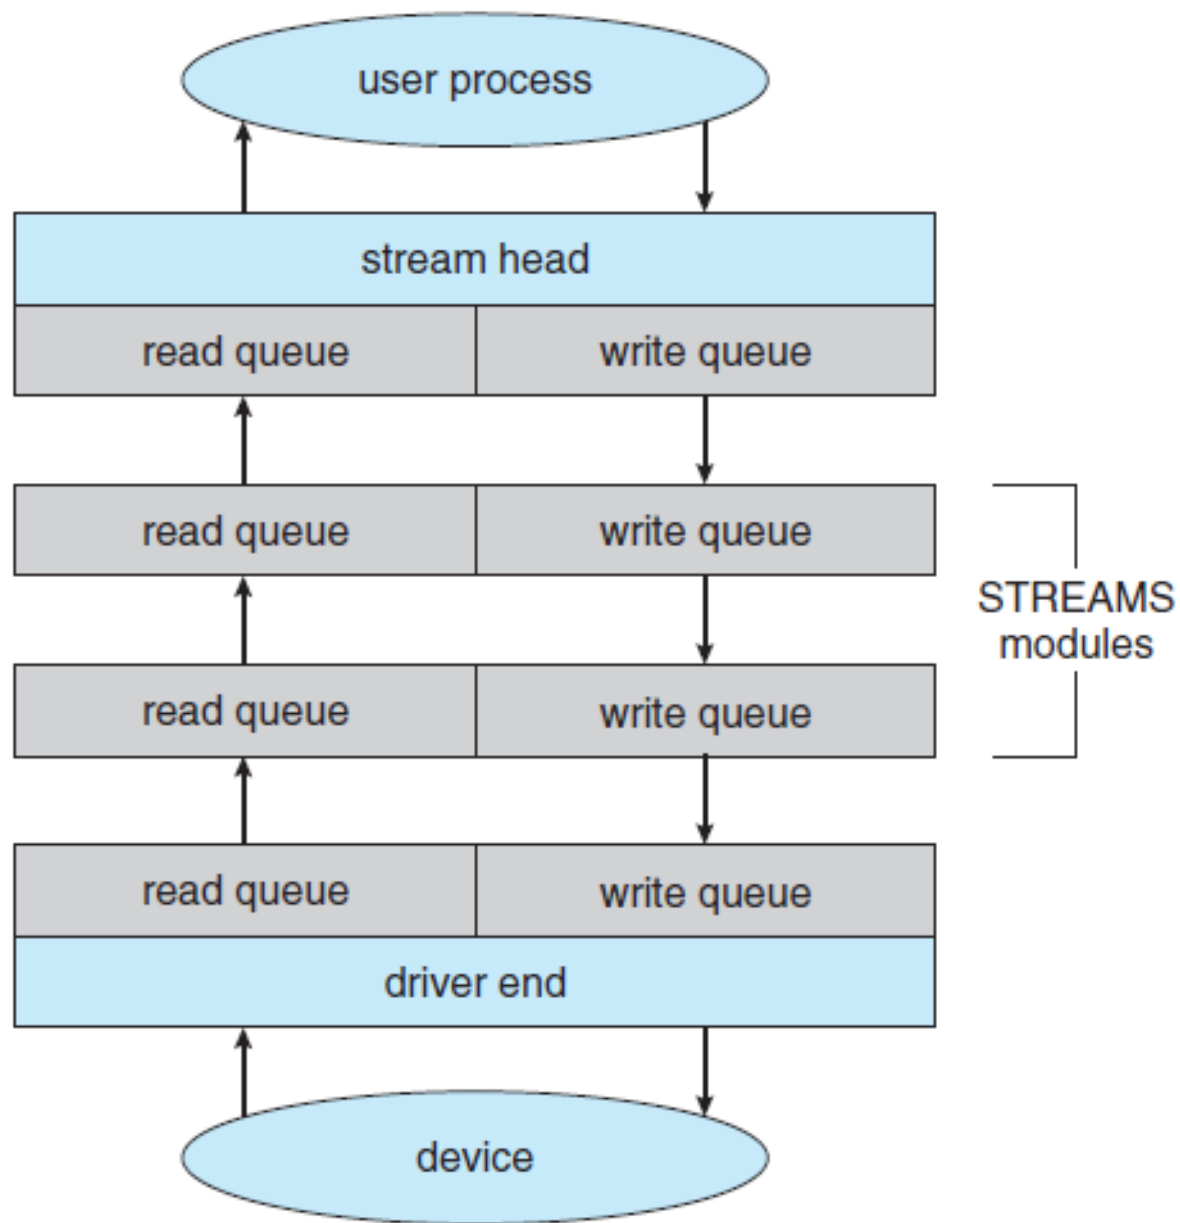 user process
stream head
read queue
write queue
read queue
write queue
STREAMS
modules
read queue
write queue
read queue
write queue
driver end
device